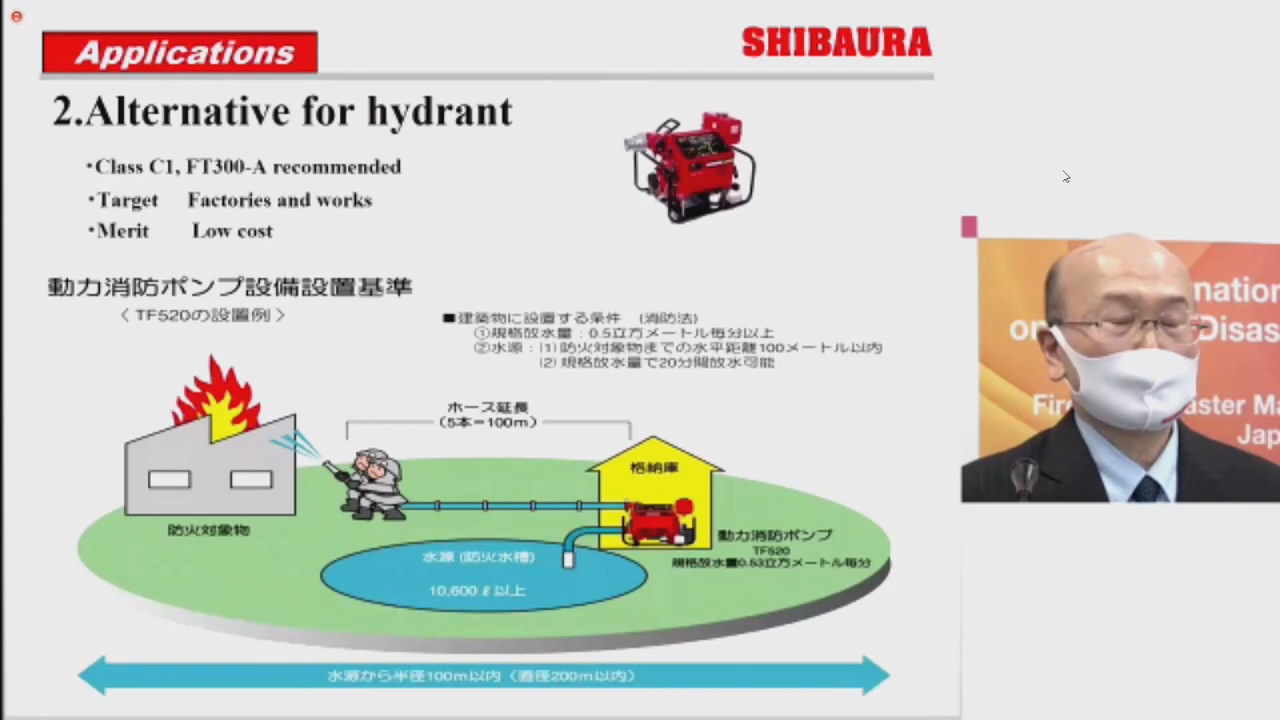 Applications
SHIBAURA
2.Alternative for hydrant
・Class C1, FT300-A recommended
・Target Factories and works
・Merit Low cost
動力消防ポンプ設備設置基準
〈 TF520の設置例 〉
■建築物に設置する条件 (消防法)
①規格放水量：0.5立方メートル毎分以上
②水源：(1) 防火対象物までの水平距離100メートル以内
(2) 規格放水量で20分間放水可能
ホース延長
(5本=100m)
格納庫
防火対象物
動力消防ポンプ
TF520
規格放水量0.53立方メートル毎分
水源 (防火水槽)
10,600ℓ以上
水源から半径100m以内（直径200m以内）
nation
on
Disas
Fire
aster Ma
Jap